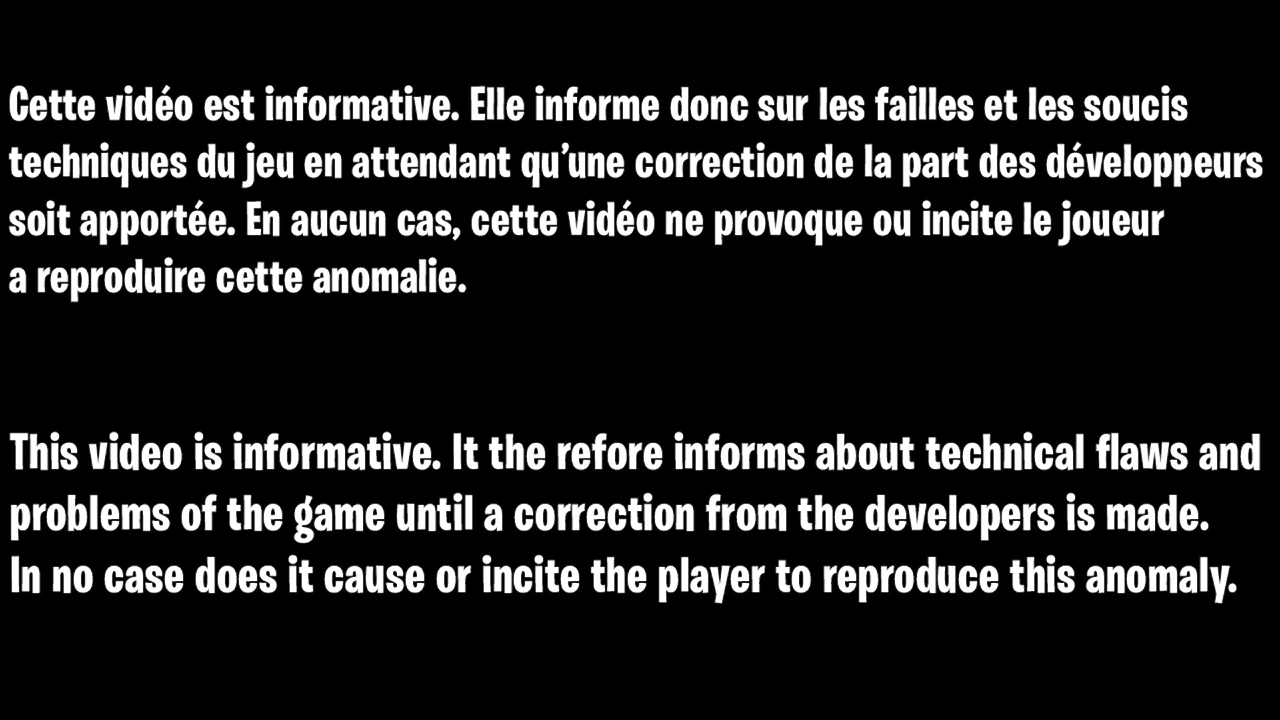 Cette vidéo est informative. Elle informe donc sur les failles et les soucis
techniques du jeu en attendant qu'une correction de la part des développeurs
soit apportée. En aucun cas, cette vidéo ne provoque ou incite le joueur
a reproduire cette anomalie.
This video is informative. It the refore informs about technical flaws and
problems of the game until a correction from the developers is made.
In no case does it cause or incite the player to reproduce this anomaly.